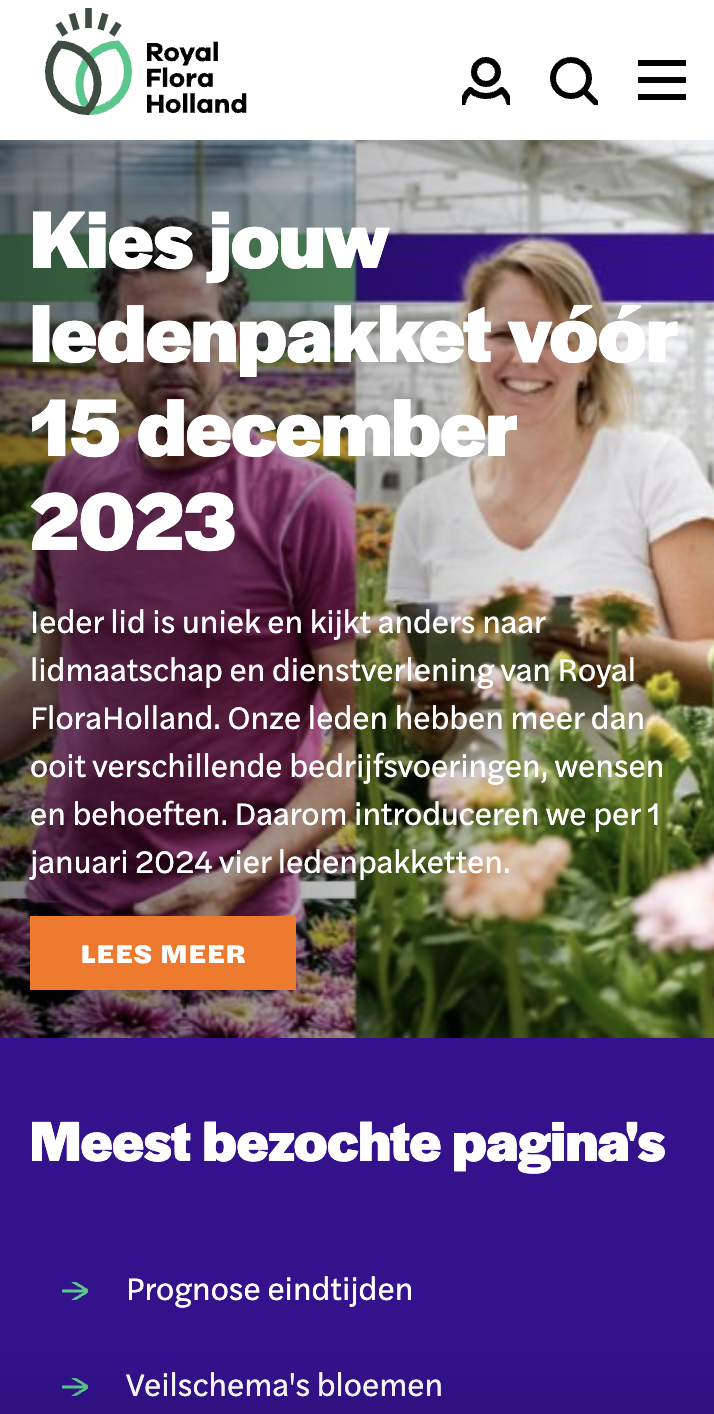 Royal
Flora
Holland
Kies jouw
ledenpakket vóór
15 december
2023
Ieder lid is uniek en kijkt anders naar
lidmaatschap en dienstverlening van Royal
FloraHolland. Onze leden hebben meer dan
ooit verschillende bedrijfsvoeringen, wensen
en behoeften. Daarom introduceren we per 1
januari 2024 vier ledenpakketten.
LEES MEER
Meest bezochte pagina's
Prognose eindtijden
Veilschema's bloemen